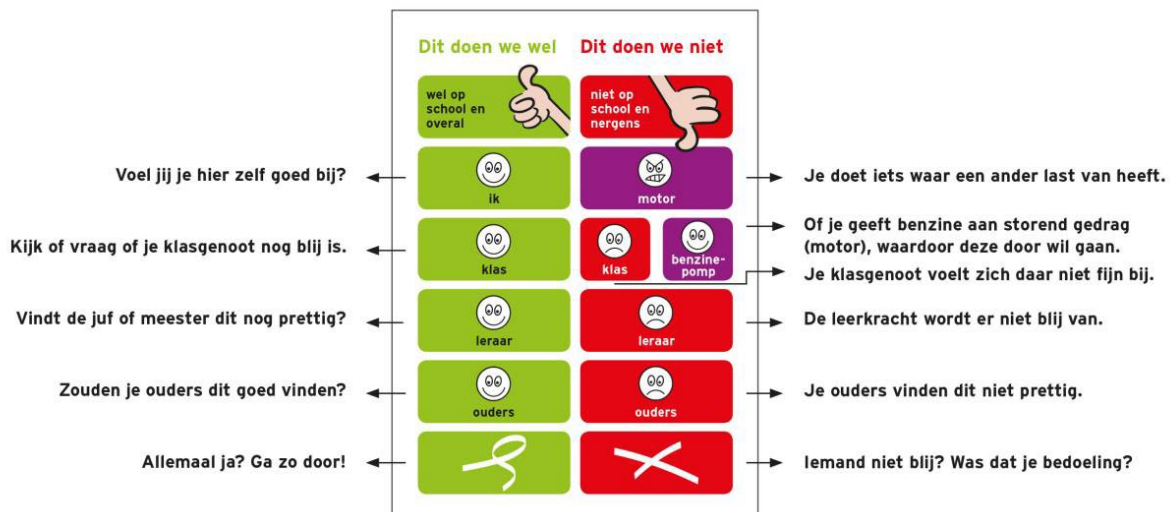 Dit doen we wel
Dit doen we niet
wel op
school en
overal
niet op
school en
nergens
Voel jij je hier zelf goed bij?
ik
motor
Je doet iets waar een ander last van heeft.
Kijk of vraag of je klasgenoot nog blij is.
klas
klas
benzine-
pomp
Of je geeft benzine aan storend gedrag
(motor), waardoor deze door wil gaan.
Je klasgenoot voelt zich daar niet fijn bij.
Vindt de juf of meester dit nog prettig?
leraar
leraar
De leerkracht wordt er niet blij van.
Zouden je ouders dit goed vinden?
ouders
ouders
Je ouders vinden dit niet prettig.
Allemaal ja? Ga zo door!
Iemand niet blij? Was dat je bedoeling?